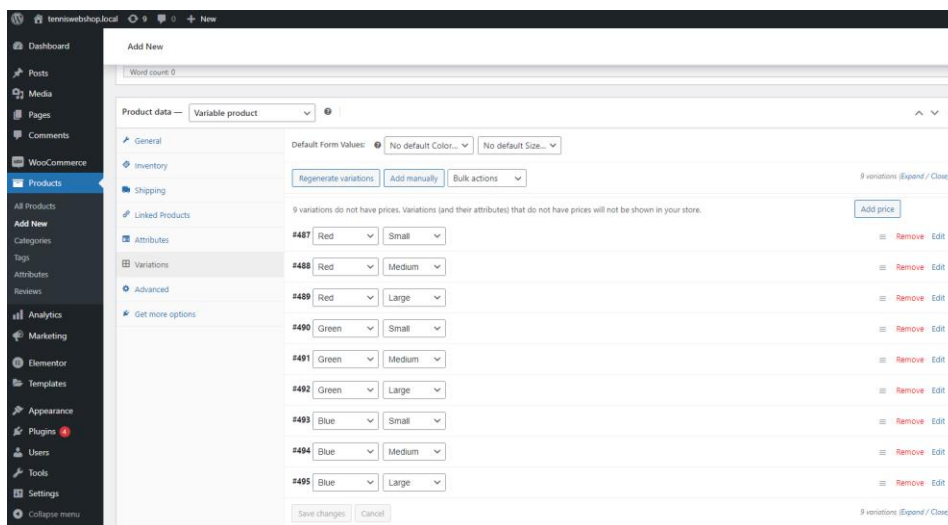 tenniswebshop.local 9 0 + New
Dashboard
Posts
Media
Pages
Comments
WooCommerce
Products
All Products
Add New
Categories
Tags
Attributes
Reviews
Analytics
Marketing
Elementor
Templates
Appearance
Plugins 4
Users
Tools
Settings
Collapse menu
Add New
Word count: 0
Product data — Variable product
General
Inventory
Shipping
Linked Products
Attributes
Variations
Advanced
Get more options
Default Form Values: No default Color... No default Size...
Regenerate variations Add manually Bulk actions 9 variations (Expand / Close
9 variations do not have prices. Variations (and their attributes) that do not have prices will not be shown in your store. Add price
#487 Red Small Remove Edit
#488 Red Medium Remove Edit
#489 Red Large Remove Edit
#490 Green Small Remove Edit
#491 Green Medium Remove Edit
#492 Green Large Remove Edit
#493 Blue Small Remove Edit
#494 Blue Medium Remove Edit
#495 Blue Large Remove Edit
Save changes Cancel 9 variations (Expand / Close